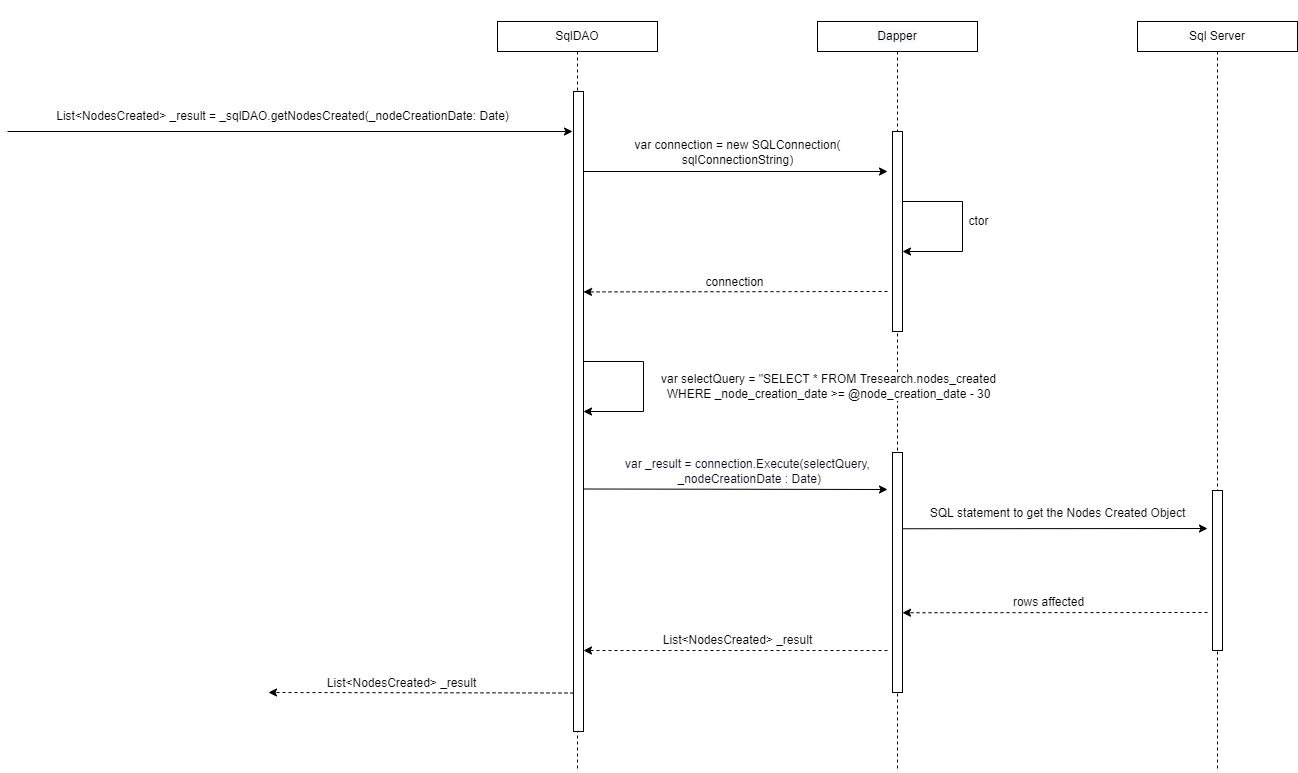 SqlDAO
Dapper
Sql Server
List<NodesCreated> _result = _sqlDAO.getNodesCreated(_nodeCreationDate: Date)
var connection = new SQLConnection(
sqlConnectionString)
ctor
connection
var selectQuery = "SELECT * FROM Tresearch.nodes_created
WHERE _node_creation_date >= @node_creation_date - 30
var _result = connection.Execute(selectQuery,
_nodeCreationDate : Date)
SQL statement to get the Nodes Created Object
rows affected
List<NodesCreated> _result
List<NodesCreated> _result